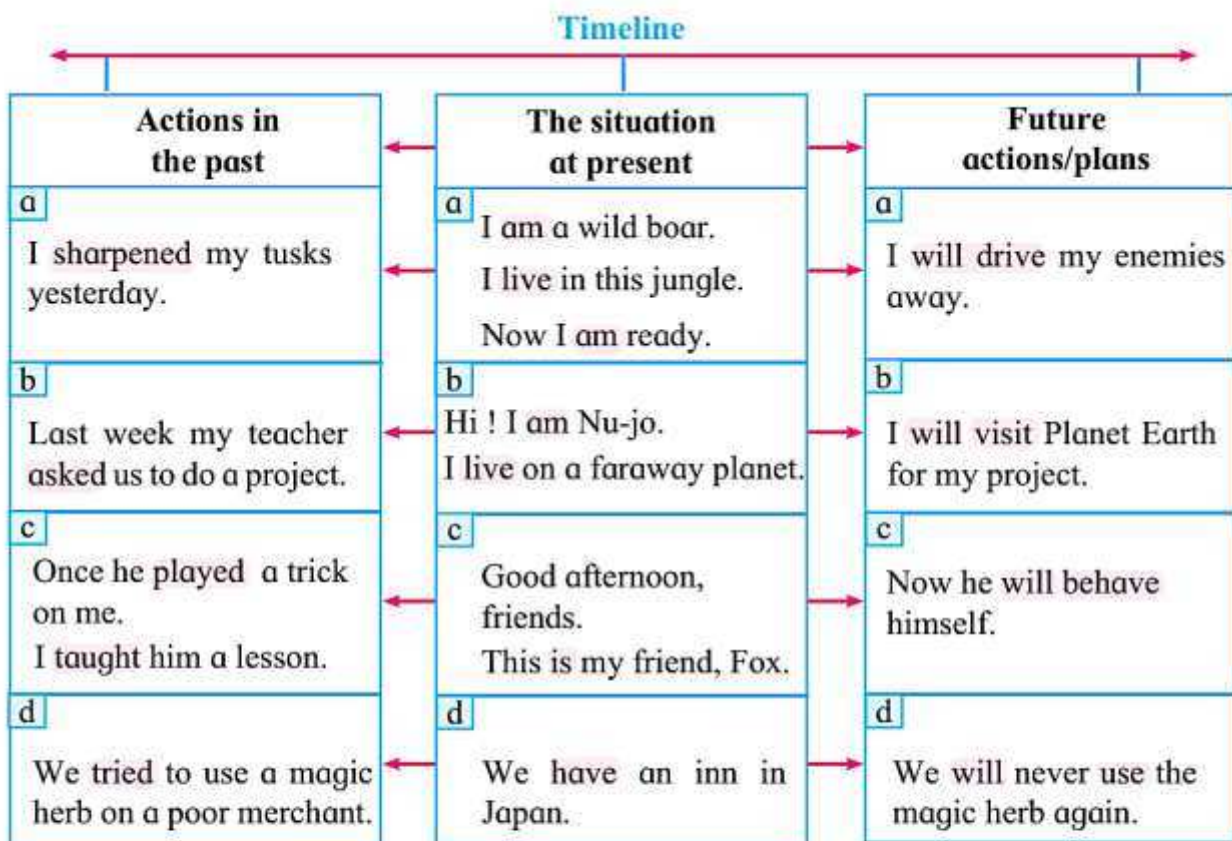 Timeline
Actions in
the past
The situation
at present
Future
actions/plans
a
I sharpened my tusks
yesterday.
a
I am a wild boar.
I live in this jungle.
Now I am ready.
a
I will drive my enemies
away.
b
Last week my teacher
asked us to do a project.
b
Hi ! I am Nu-jo.
I live on a faraway planet.
b
I will visit Planet Earth
for my project.
c
Once he played a trick
on me.
I taught him a lesson.
c
Good afternoon,
friends.
This is my friend, Fox.
c
Now he will behave
himself.
d
We tried to use a magic
herb on a poor merchant.
d
We have an inn in
Japan.
d
We will never use the
magic herb again.